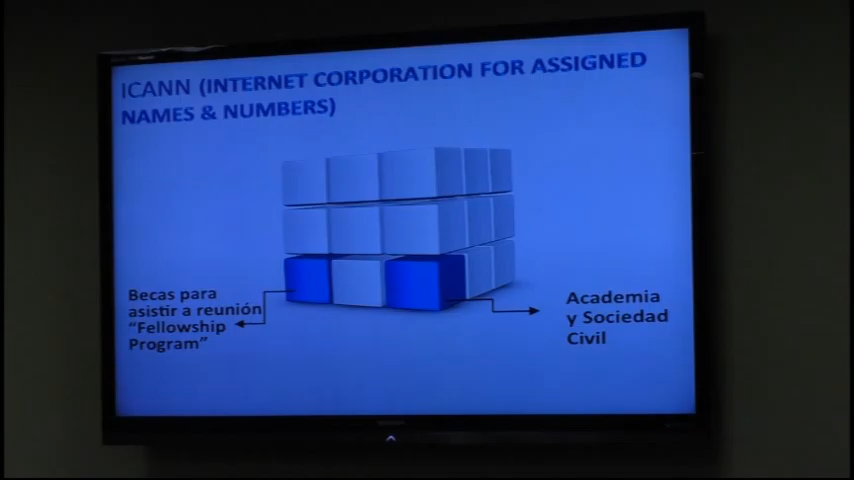 ICANN (INTERNET CORPORATION FOR ASSIGNED
NAMES & NUMBERS)
Becas para
asistir a reunión
“Fellowship
Program”
Academia
y Sociedad
Civil